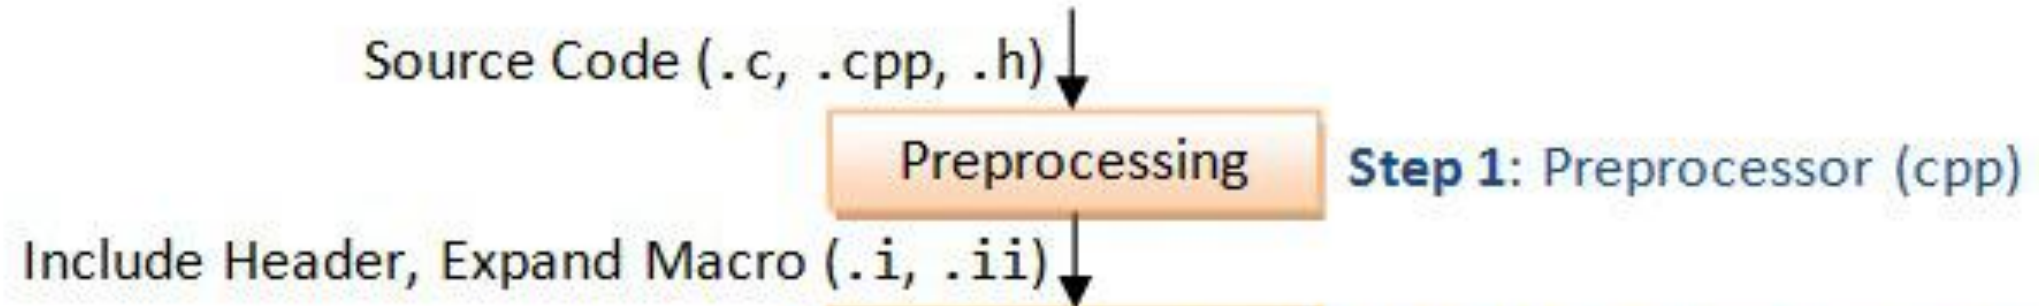 Source Code (.c, .cpp, .h)
Preprocessing
Step 1: Preprocessor (cpp)
Include Header, Expand Macro (.i, .ii)